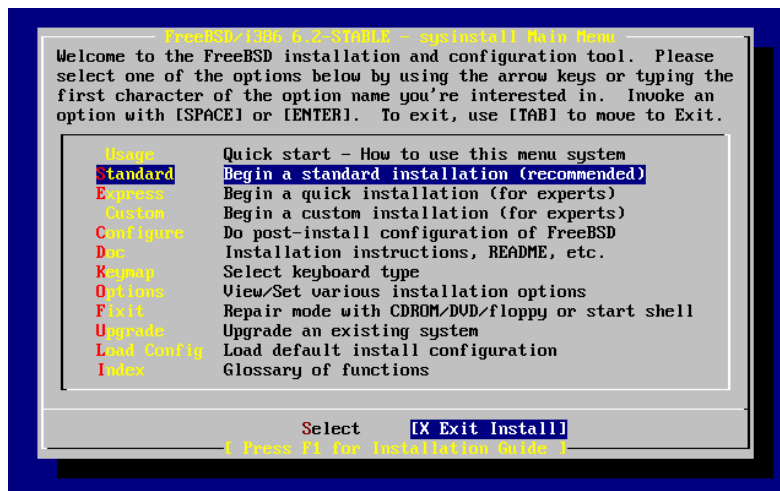 FreeBSD/i386 6.2-STABLE - sysinstall Main Menu
Welcome to the FreeBSD installation and configuration tool.  Please
select one of the options below by using the arrow keys or typing the
first character of the option name you're interested in.  Invoke an
option with [SPACE] or [ENTER].  To exit, use [TAB] to move to Exit.
Usage Quick start - How to use this menu system
Standard Begin a standard installation (recommended)
Express Begin a quick installation (for experts)
Custom Begin a custom installation (for experts)
Configure Do post-install configuration of FreeBSD
Doc Installation instructions, README, etc.
Keymap Select keyboard type
Options View/Set various installation options
Fixit Repair mode with CDROM/DVD/floppy or start shell
Upgrade Upgrade an existing system
Load Config Load default install configuration
Index Glossary of functions
Select [X Exit Install]
[ Press F1 for Installation Guide ]